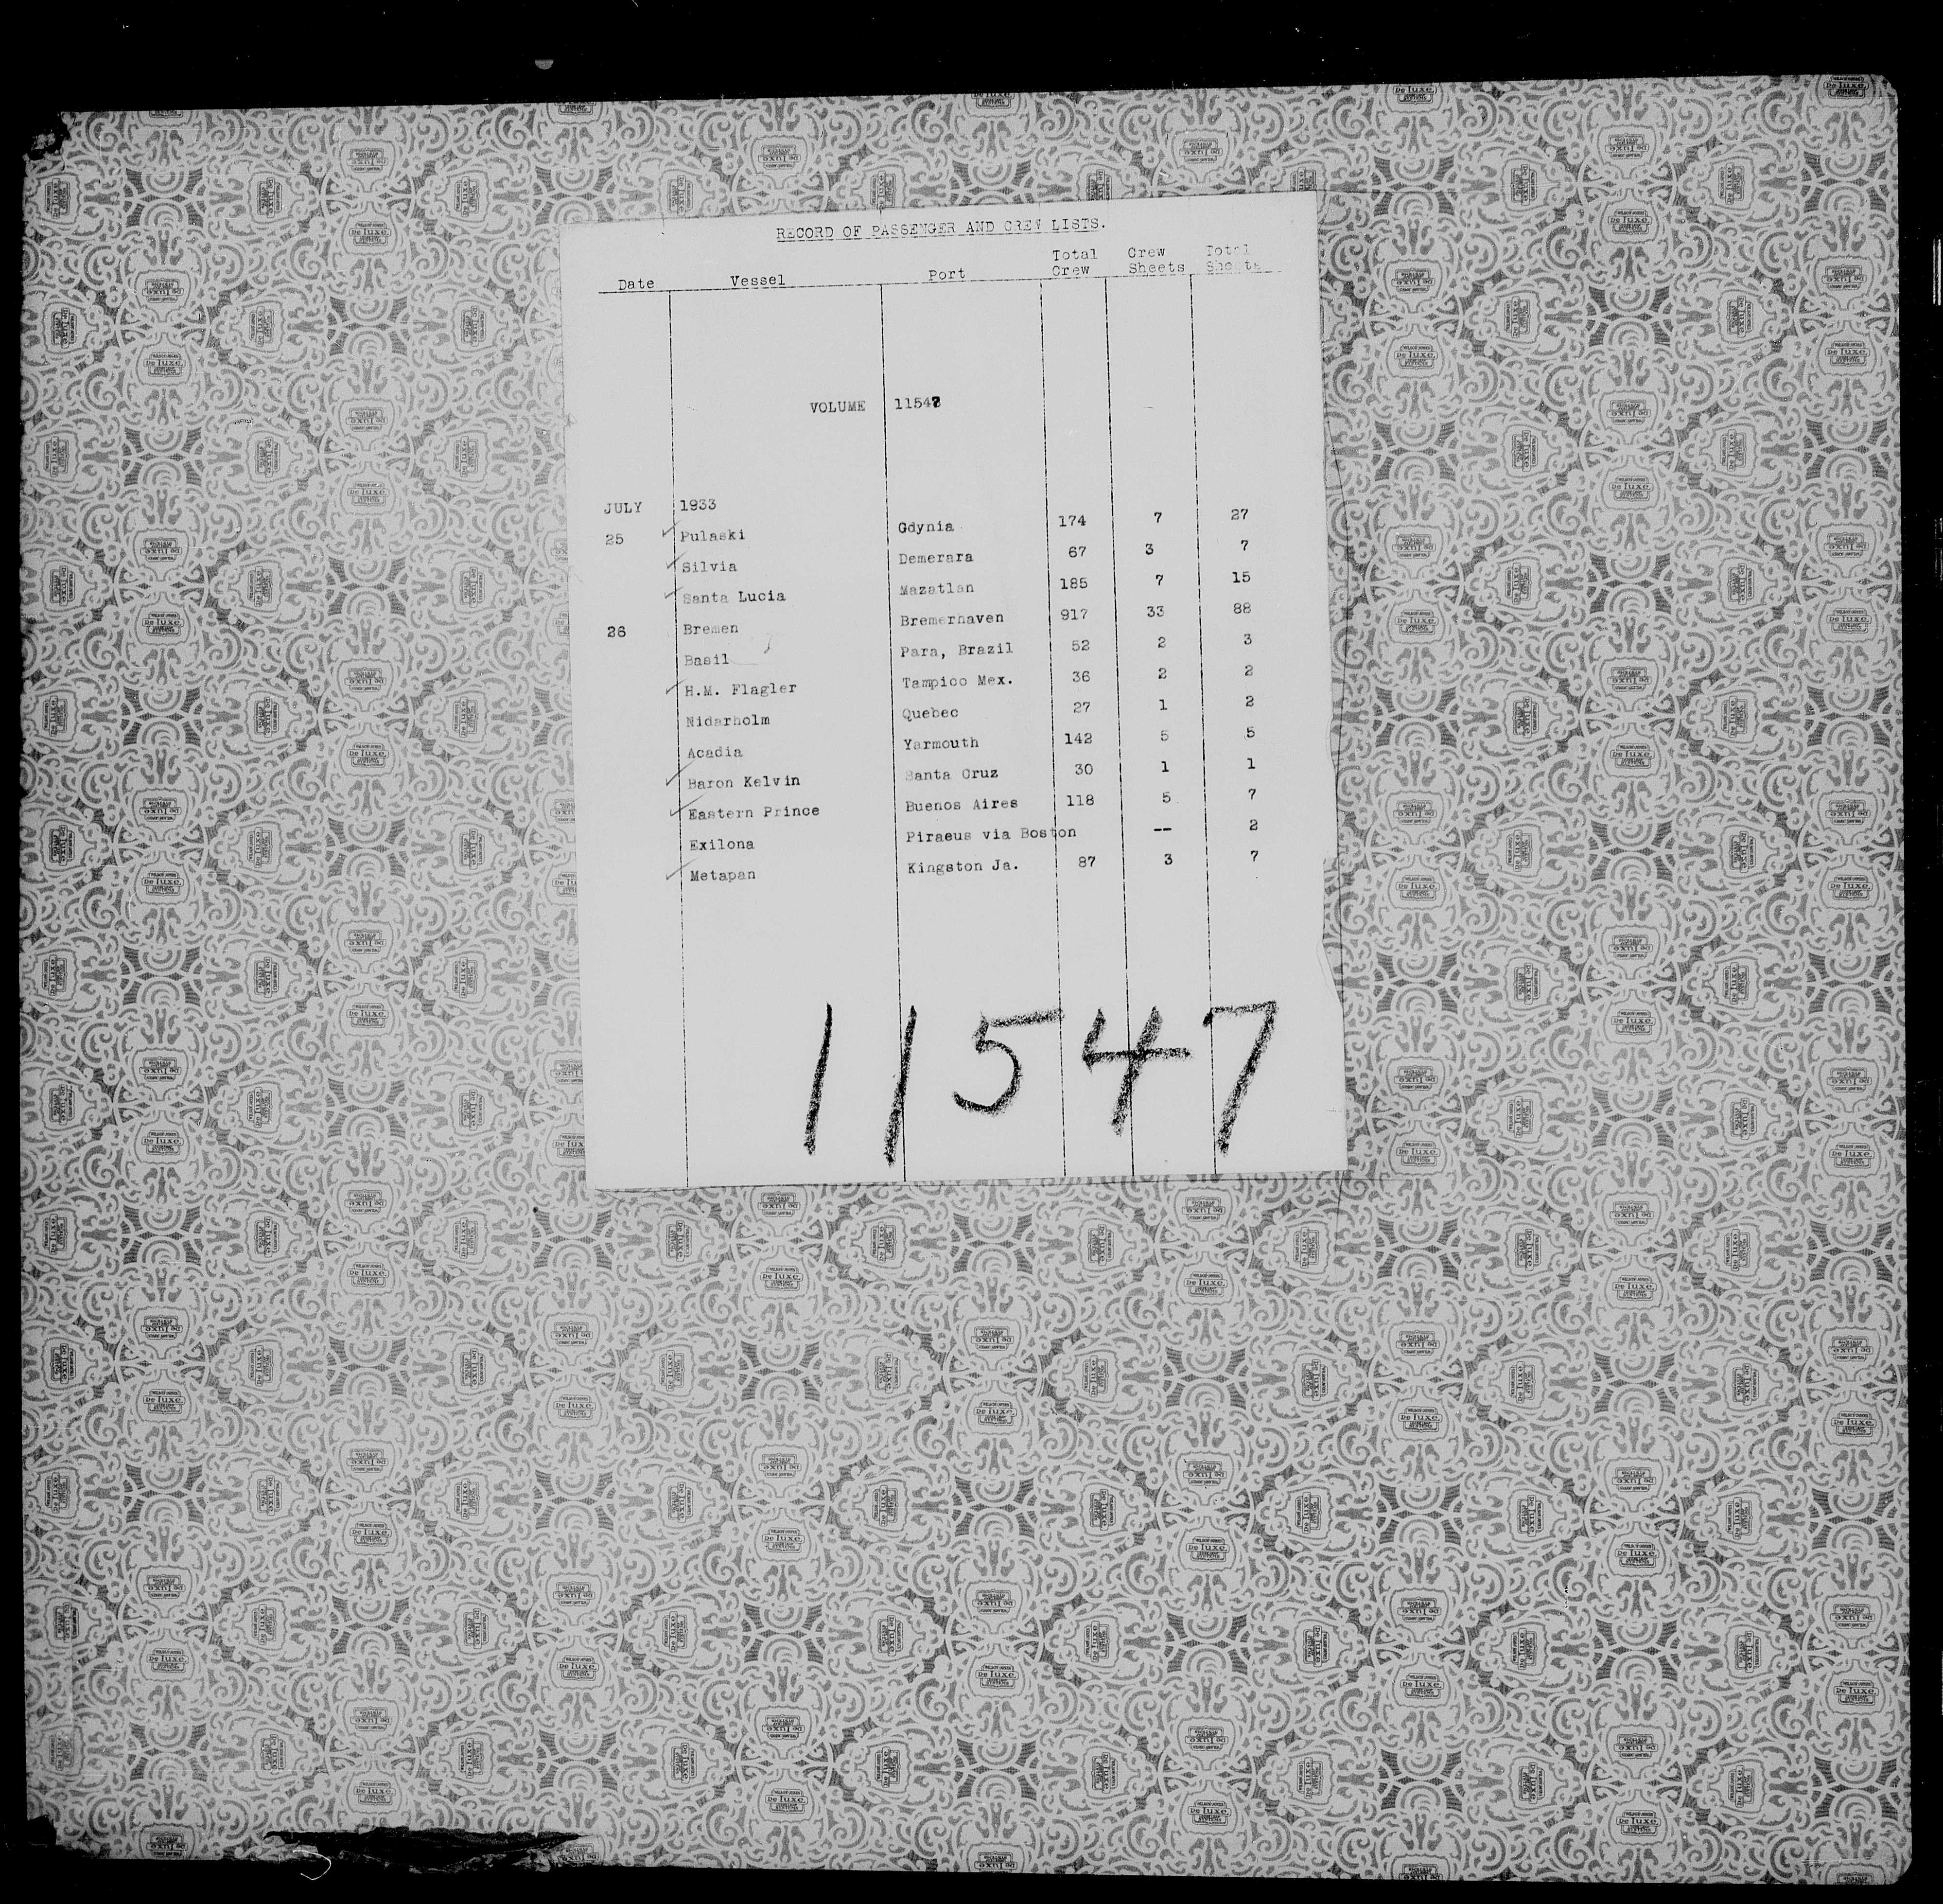 RECORD OF PASSENGER AND CREW LISTS.
Date Vessel Port Total Crew Crew Sheets Total Sheets
VOLUME 11547
JULY 1933
25 Pulaski Gdynia 174 7 27
Silvia Demerara 67 3 7
Santa Lucia Mazatlan 185 7 15
26 Bremen Bremerhaven 917 33 88
Basil Para, Brazil 52 2 3
H.M. Flagler Tampico Mex. 36 2 2
Nidarholm Quebec 27 1 2
Acadia Yarmouth 142 5 5
Baron Kelvin Santa Cruz 30 1 1
Eastern Prince Buenos Aires 118 5 7
Exilona Piraeus via Boston -- 2
Metapan Kingston Ja. 87 3 7
11547